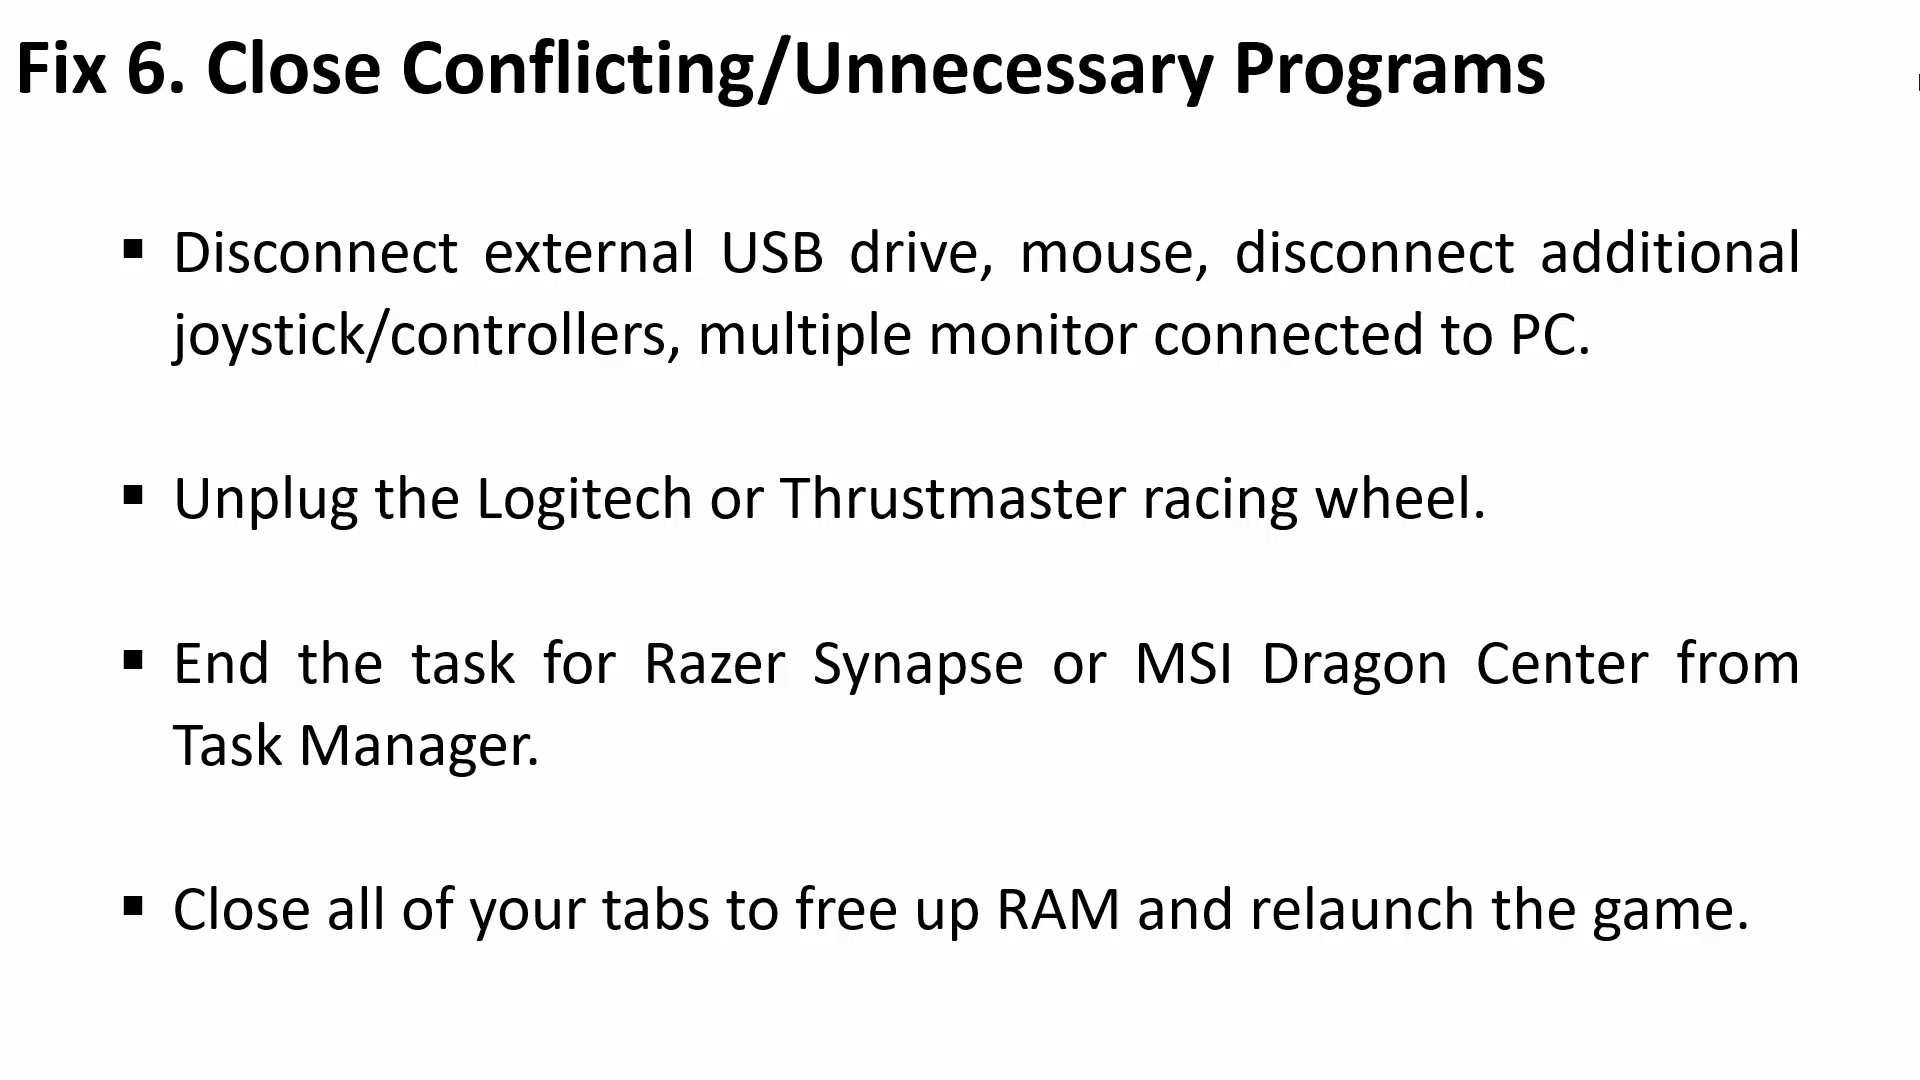 Fix 6. Close Conflicting/Unnecessary Programs
▪ Disconnect external USB drive, mouse, disconnect additional
joystick/controllers, multiple monitor connected to PC.
▪ Unplug the Logitech or Thrustmaster racing wheel.
▪ End the task for Razer Synapse or MSI Dragon Center from
Task Manager.
▪ Close all of your tabs to free up RAM and relaunch the game.